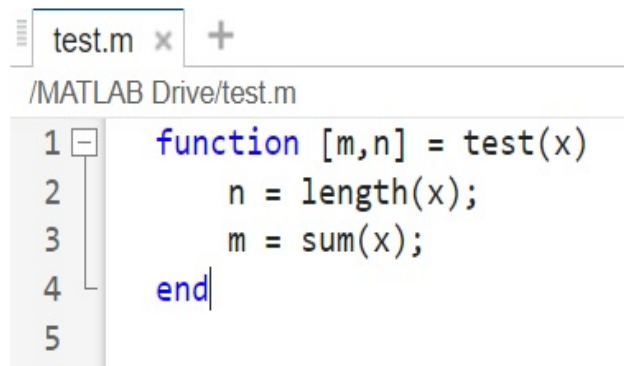 test.m × +
/MATLAB Drive/test.m
1 function [m,n] = test(x)
2 n = length(x);
3 m = sum(x);
4 end
5